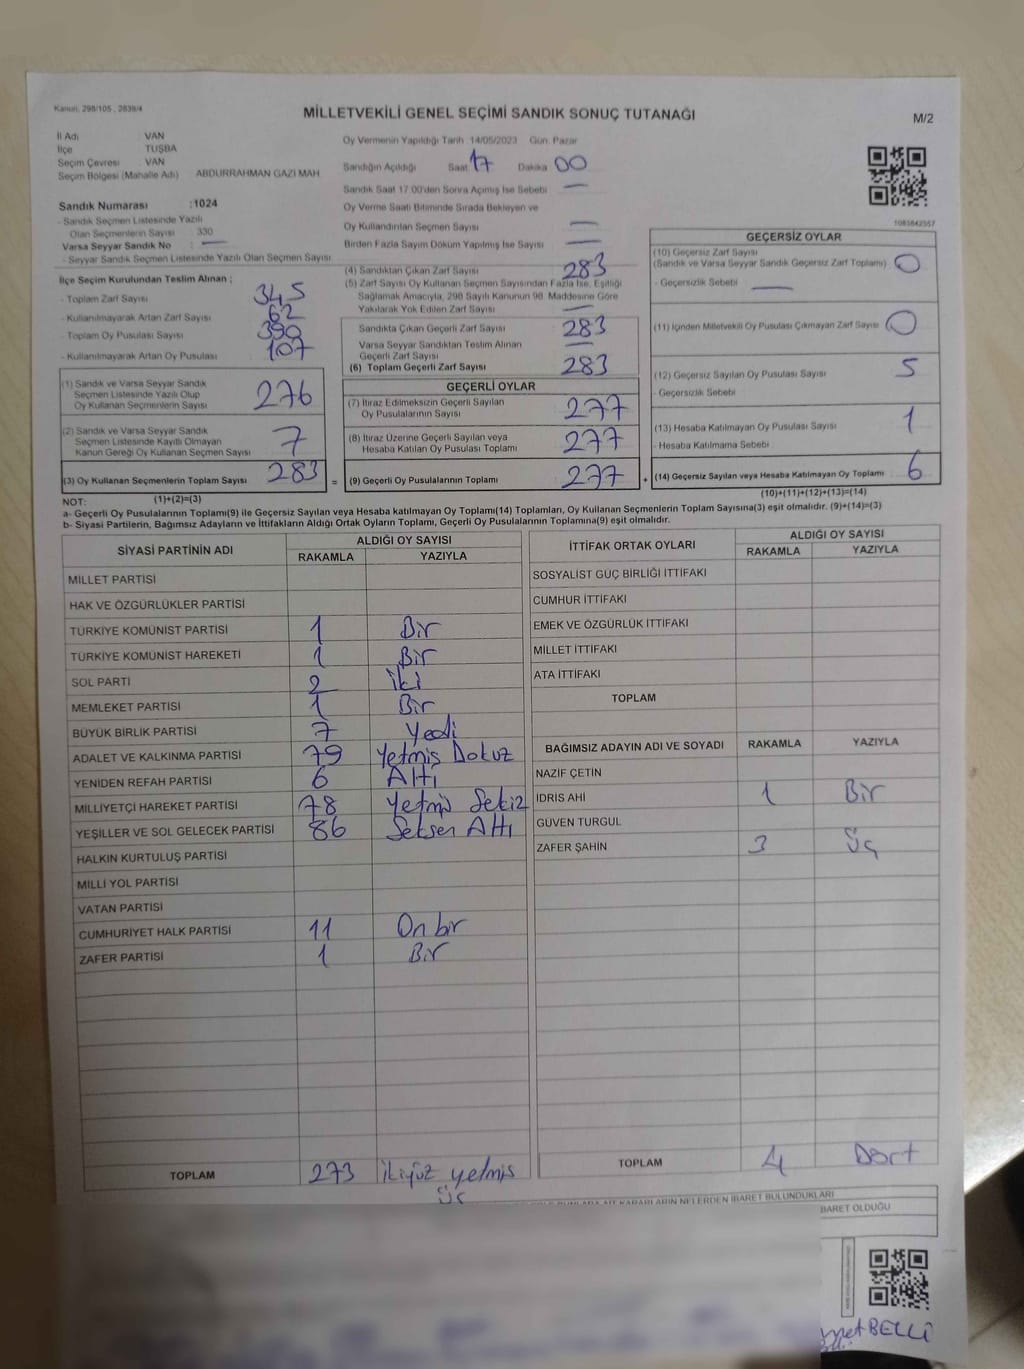 Kanun, 298/105 , 2839/4
MİLLETVEKİLİ GENEL SEÇİMİ SANDIK SONUÇ TUTANAĞI
M/2
İl Adı VAN
İlçe TUŞBA
Seçim Çevresi VAN
Seçim Bölgesi (Mahalle Adı) ABDURRAHMAN GAZİ MAH
Oy Vermenin Yapıldığı Tarih 14/05/2023 Gün. Pazar
Sandığın Açıldığı Saat 17 Dakika 00
Sandık Saat 17.00'den Sonra Açımış İse Sebebi —
Oy Verme Saati Bitiminde Sırada Bekleyen ve
Oy Kullandırılan Seçmen Sayısı —
Birden Fazla Sayım Döküm Yapılmış İse Sayısı —
Sandık Numarası :1024
- Sandık Seçmen Listesinde Yazılı
Olan Seçmenlerin Sayısı 330
Varsa Seyyar Sandık No : —
- Seyyar Sandık Seçmen Listesinde Yazılı Olan Seçmen Sayısı
1083842557
İlçe Seçim Kurulundan Teslim Alınan ;
- Toplam Zarf Sayısı 345
- Kullanılmayarak Artan Zarf Sayısı 62
- Toplam Oy Pusulası 390
- Kullanılmayarak Artan Oy Pusulası 107
(1) Sandık ve Varsa Seyyar Sandık
Seçmen Listesinde Yazılı Olup
Oy Kullanan Seçmenlerin Sayısı 276
(2) Sandık ve Varsa Seyyar Sandık
Seçmen Listesinde Kayıtlı Olmayan
Kanun Gereği Oy Kullanan Seçmen Sayısı 7
(3) Oy Kullanan Seçmenlerin Toplam Sayısı 283 =
(4) Sandıktan Çıkan Zarf Sayısı 283
(5) Zarf Sayısı Oy Kullanan Seçmen Sayısından Fazla İse, Eşitliği
Sağlamak Amacıyla, 298 Sayılı Kanunun 98. Maddesine Göre
Yakılarak Yok Edilen Zarf Sayısı —
Sandıkta Çıkan Geçerli Zarf Sayısı 283
Varsa Seyyar Sandıktan Teslim Alınan
Geçerli Zarf Sayısı —
(6) Toplam Geçerli Zarf Sayısı 283
GEÇERLİ OYLAR
(7) İtiraz Edilmeksizin Geçerli Sayılan
Oy Pusulalarının Sayısı 277
(8) İtiraz Üzerine Geçerli Sayılan veya
Hesaba Katılan Oy Pusulası Toplamı 277
(9) Geçerli Oy Pusulalarının Toplamı 277 +
GEÇERSİZ OYLAR
(10) Geçersiz Zarf Sayısı
(Sandık ve Varsa Seyyar Sandık Geçersiz Zarf Toplamı) 0
- Geçersizlik Sebebi —
(11) İçinden Milletvekili Oy Pusulası Çıkmayan Zarf Sayısı 0
(12) Geçersiz Sayılan Oy Pusulası Sayısı 5
- Geçersizlik Sebebi
(13) Hesaba Katılmayan Oy Pusulası Sayısı 1
- Hesaba Katılmama Sebebi
(14) Geçersiz Sayılan veya Hesaba Katılmayan Oy Toplamı 6
NOT: (1)+(2)=(3) (10)+(11)+(12)+(13)=(14)
a- Geçerli Oy Pusulalarının Toplamı(9) ile Geçersiz Sayılan veya Hesaba katılmayan Oy Toplamı(14) Toplamları, Oy Kullanan Seçmenlerin Toplam Sayısına(3) eşit olmalıdır. (9)+(14)=(3)
b- Siyasi Partilerin, Bağımsız Adayların ve İttifakların Aldığı Ortak Oyların Toplamı, Geçerli Oy Pusulalarının Toplamına(9) eşit olmalıdır.
SİYASİ PARTİNİN ADI ALDIĞI OY SAYISI
RAKAMLA YAZIYLA
MİLLET PARTİSİ
HAK VE ÖZGÜRLÜKLER PARTİSİ
TÜRKİYE KOMÜNİST PARTİSİ 1 Bir
TÜRKİYE KOMÜNİST HAREKETİ 1 Bir
SOL PARTİ 2 İki
MEMLEKET PARTİSİ 1 Bir
BÜYÜK BİRLİK PARTİSİ 7 Yedi
ADALET VE KALKINMA PARTİSİ 79 Yetmiş Dokuz
YENİDEN REFAH PARTİSİ 6 Altı
MİLLİYETÇİ HAREKET PARTİSİ 78 Yetmiş Sekiz
YEŞİLLER VE SOL GELECEK PARTİSİ 86 Seksen Altı
HALKIN KURTULUŞ PARTİSİ
MİLLİ YOL PARTİSİ
VATAN PARTİSİ
CUMHURİYET HALK PARTİSİ 11 On bir
ZAFER PARTİSİ 1 Bir
TOPLAM 273 İkiyüz yetmiş
üç
İTTİFAK ORTAK OYLARI ALDIĞI OY SAYISI
RAKAMLA YAZIYLA
SOSYALİST GÜÇ BİRLİĞİ İTTİFAKI
CUMHUR İTTİFAKI
EMEK VE ÖZGÜRLÜK İTTİFAKI
MİLLET İTTİFAKI
ATA İTTİFAKI
TOPLAM
BAĞIMSIZ ADAYIN ADI VE SOYADI RAKAMLA YAZIYLA
NAZİF ÇETİN
İDRİS AHİ 1 Bir
GÜVEN TURGUL
ZAFER ŞAHİN 3 Üç
TOPLAM 4 Dört
KARARLARIN NELERDEN İBARET BULUNDUKLARI
İBARET OLDUĞU
BELLİ